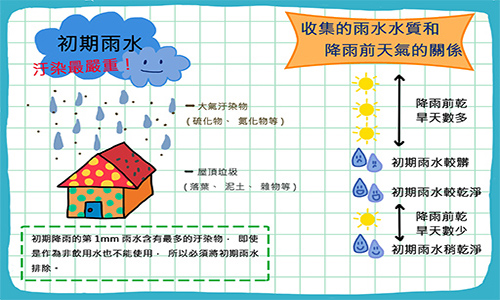 初期雨水
汙染最嚴重！
大氣汙染物
(硫化物、氮化物等)
屋頂垃圾
(落葉、泥土、雜物等)
初期降雨的第1mm雨水含有最多的汙染物，即使
是作為非飲用水也不能使用，所以必須將初期雨水
排除。
收集的雨水水質和
降雨前天氣的關係
降雨前乾
旱天數多
初期雨水較髒
初期雨水較乾淨
降雨前乾
旱天數少
初期雨水稍乾淨